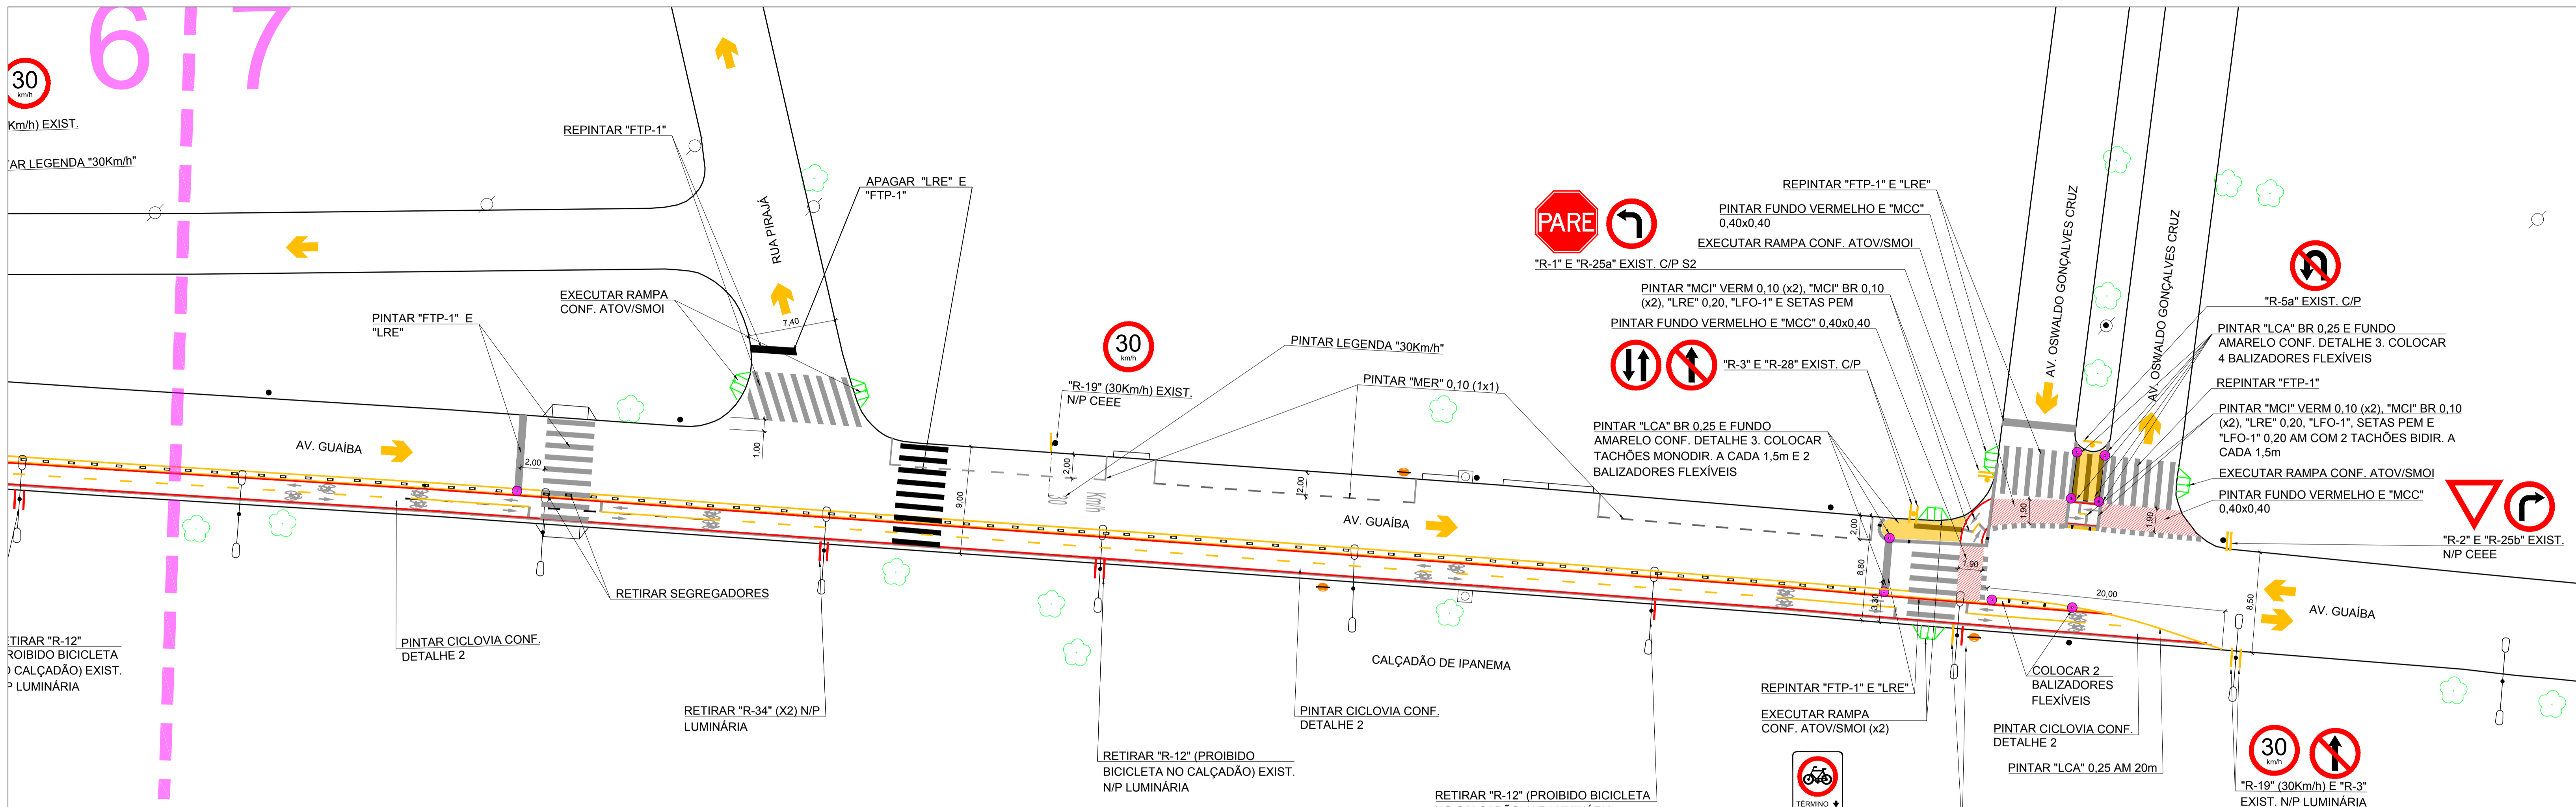 6 7
30
km/h
Km/h) EXIST.
AR LEGENDA "30Km/h"
REPINTAR "FTP-1"
APAGAR "LRE" E
"FTP-1"
RUA PIRAJÁ
7,40
EXECUTAR RAMPA
CONF. ATOV/SMOI
PINTAR "FTP-1" E
"LRE"
AV. GUAÍBA
2,00
1,00
30
km/h
"R-19" (30Km/h) EXIST.
N/P CEEE
PINTAR LEGENDA "30Km/h"
PINTAR "MER" 0,10 (1x1)
2,00
30
Km/h
9,00
2,00
AV. GUAÍBA
RETIRAR SEGREGADORES
PINTAR CICLOVIA CONF.
DETALHE 2
TIRAR "R-12"
ROIBIDO BICICLETA
O CALÇADÃO) EXIST.
P LUMINÁRIA
RETIRAR "R-34" (X2) N/P
LUMINÁRIA
RETIRAR "R-12" (PROIBIDO
BICICLETA NO CALÇADÃO) EXIST.
N/P LUMINÁRIA
PINTAR CICLOVIA CONF.
DETALHE 2
CALÇADÃO DE IPANEMA
RETIRAR "R-12" (PROIBIDO BICICLETA
PARE
"R-1" E "R-25a" EXIST. C/P S2
REPINTAR "FTP-1" E "LRE"
PINTAR FUNDO VERMELHO E "MCC"
0,40x0,40
EXECUTAR RAMPA CONF. ATOV/SMOI
PINTAR "MCI" VERM 0,10 (x2), "MCI" BR 0,10
(x2), "LRE" 0,20, "LFO-1" E SETAS PEM
PINTAR FUNDO VERMELHO E "MCC" 0,40x0,40
"R-3" E "R-28" EXIST. C/P
PINTAR "LCA" BR 0,25 E FUNDO
AMARELO CONF. DETALHE 3. COLOCAR
TACHÕES MONODIR. A CADA 1,5m E 2
BALIZADORES FLEXÍVEIS
AV. OSWALDO GONÇALVES CRUZ
AV. OSWALDO GONÇALVES CRUZ
"R-5a" EXIST. C/P
PINTAR "LCA" BR 0,25 E FUNDO
AMARELO CONF. DETALHE 3. COLOCAR
4 BALIZADORES FLEXÍVEIS
REPINTAR "FTP-1"
PINTAR "MCI" VERM 0,10 (x2), "MCI" BR 0,10
(x2), "LRE" 0,20, "LFO-1", SETAS PEM E
"LFO-1" 0,20 AM COM 2 TACHÕES BIDIR. A
CADA 1,5m
EXECUTAR RAMPA CONF. ATOV/SMOI
PINTAR FUNDO VERMELHO E "MCC"
0,40x0,40
"R-2" E "R-25b" EXIST.
N/P CEEE
2,00
8,80
3,30
1,90
1,90
1,90
20,00
8,50
AV. GUAÍBA
REPINTAR "FTP-1" E "LRE"
EXECUTAR RAMPA
CONF. ATOV/SMOI (x2)
COLOCAR 2
BALIZADORES
FLEXÍVEIS
PINTAR CICLOVIA CONF.
DETALHE 2
PINTAR "LCA" 0,25 AM 20m
TÉRMINO
30
km/h
"R-19" (30Km/h) E "R-3"
EXIST. N/P LUMINÁRIA